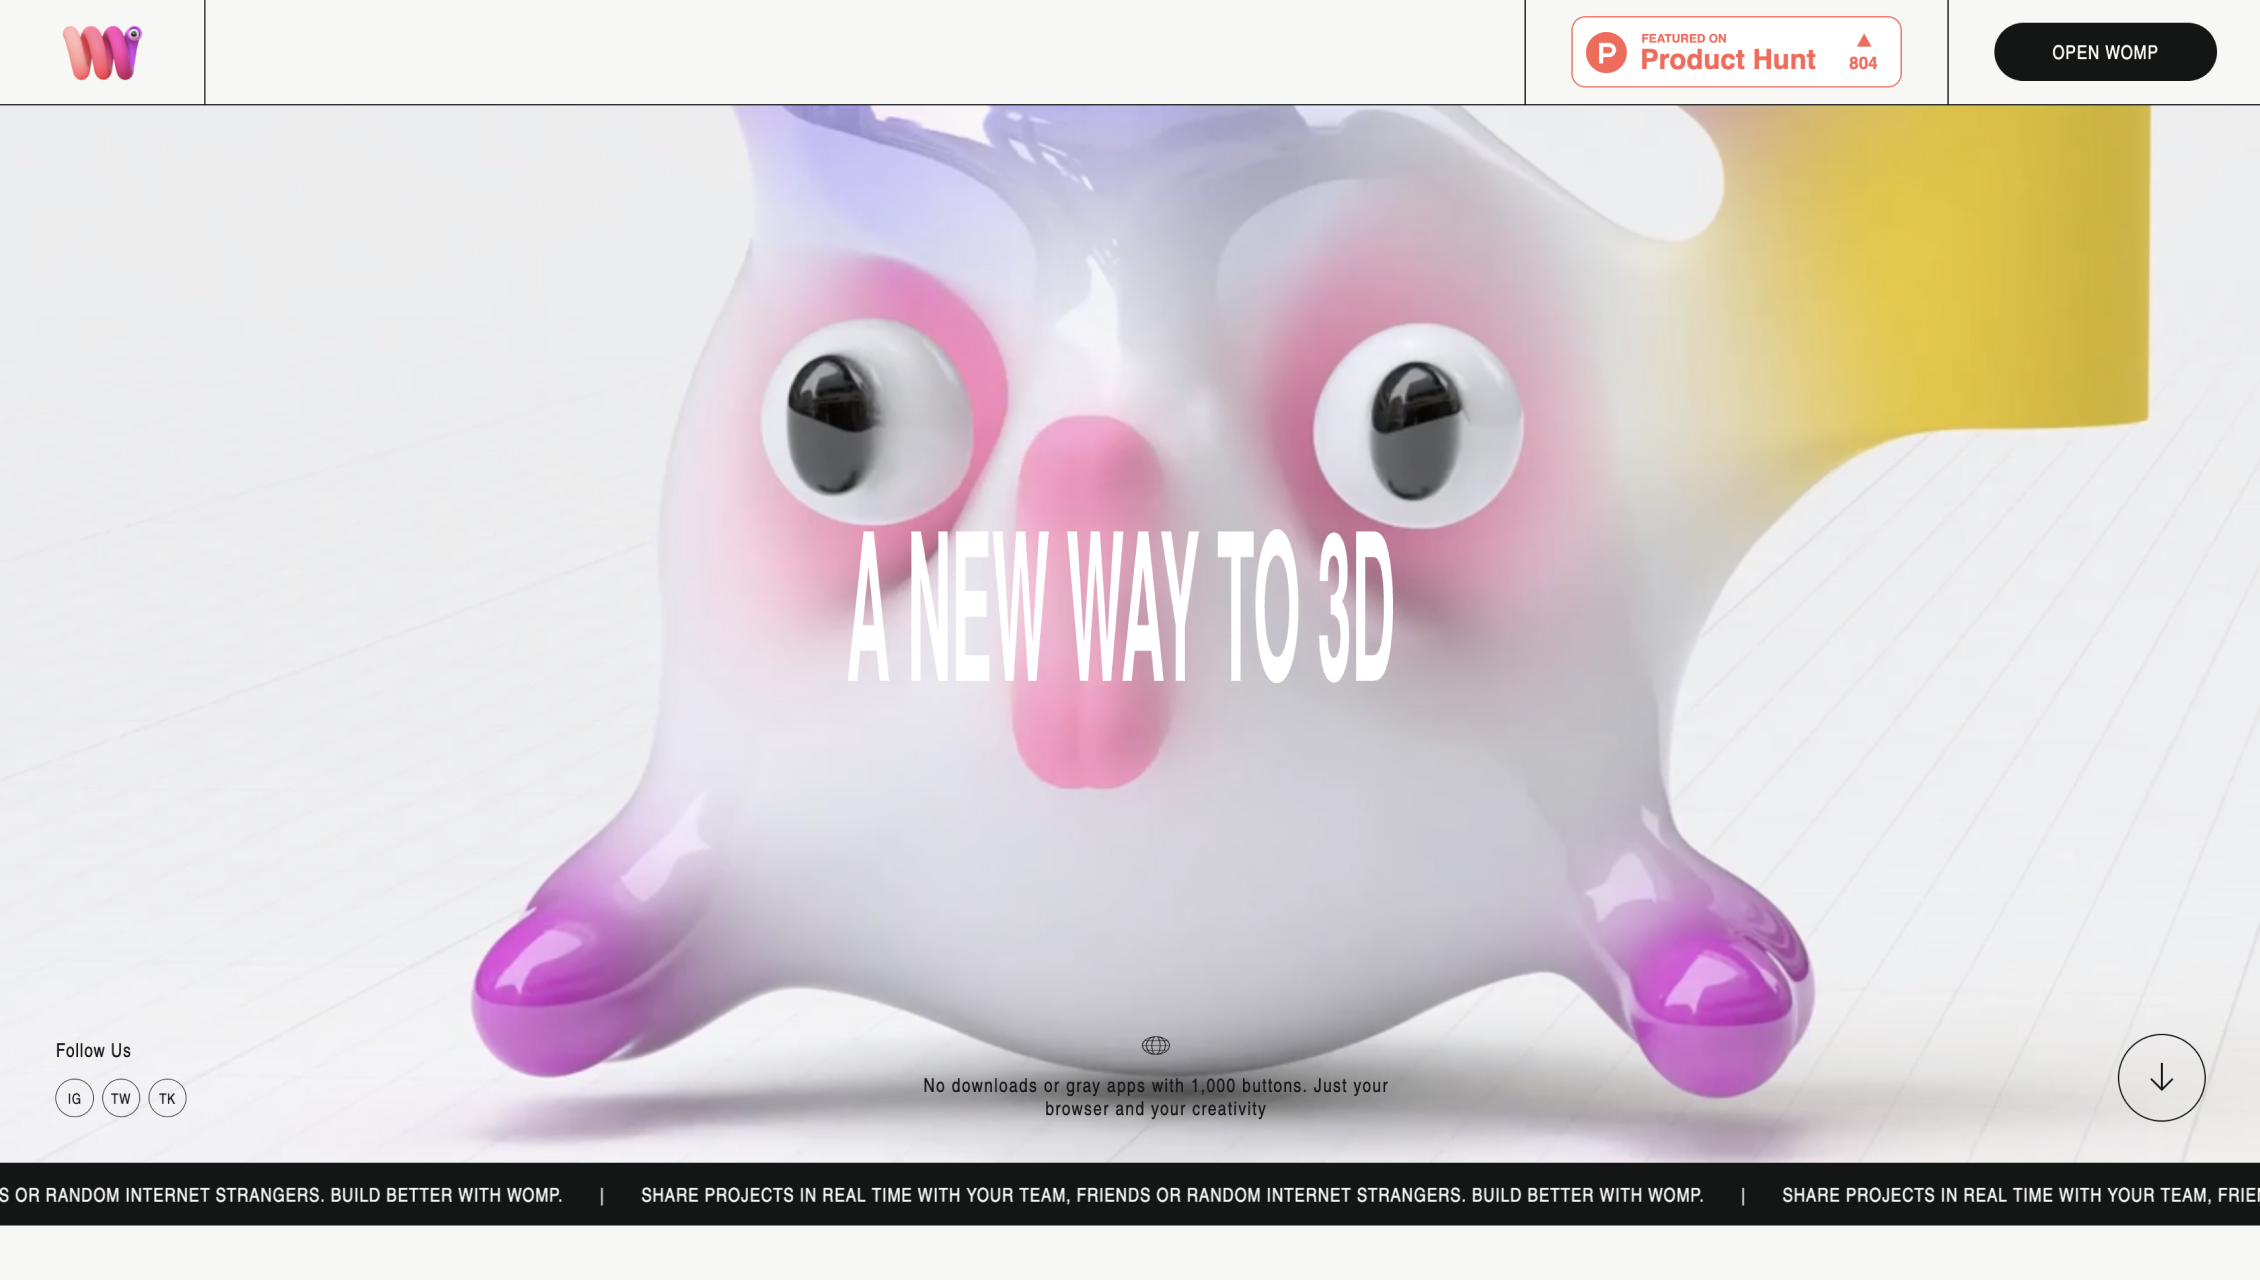 FEATURED ON
Product Hunt
804
OPEN WOMP
A NEW WAY TO 3D
Follow Us
IG TW TK
No downloads or gray apps with 1,000 buttons. Just your
browser and your creativity
S OR RANDOM INTERNET STRANGERS. BUILD BETTER WITH WOMP. | SHARE PROJECTS IN REAL TIME WITH YOUR TEAM, FRIENDS OR RANDOM INTERNET STRANGERS. BUILD BETTER WITH WOMP. | SHARE PROJECTS IN REAL TIME WITH YOUR TEAM, FRIE